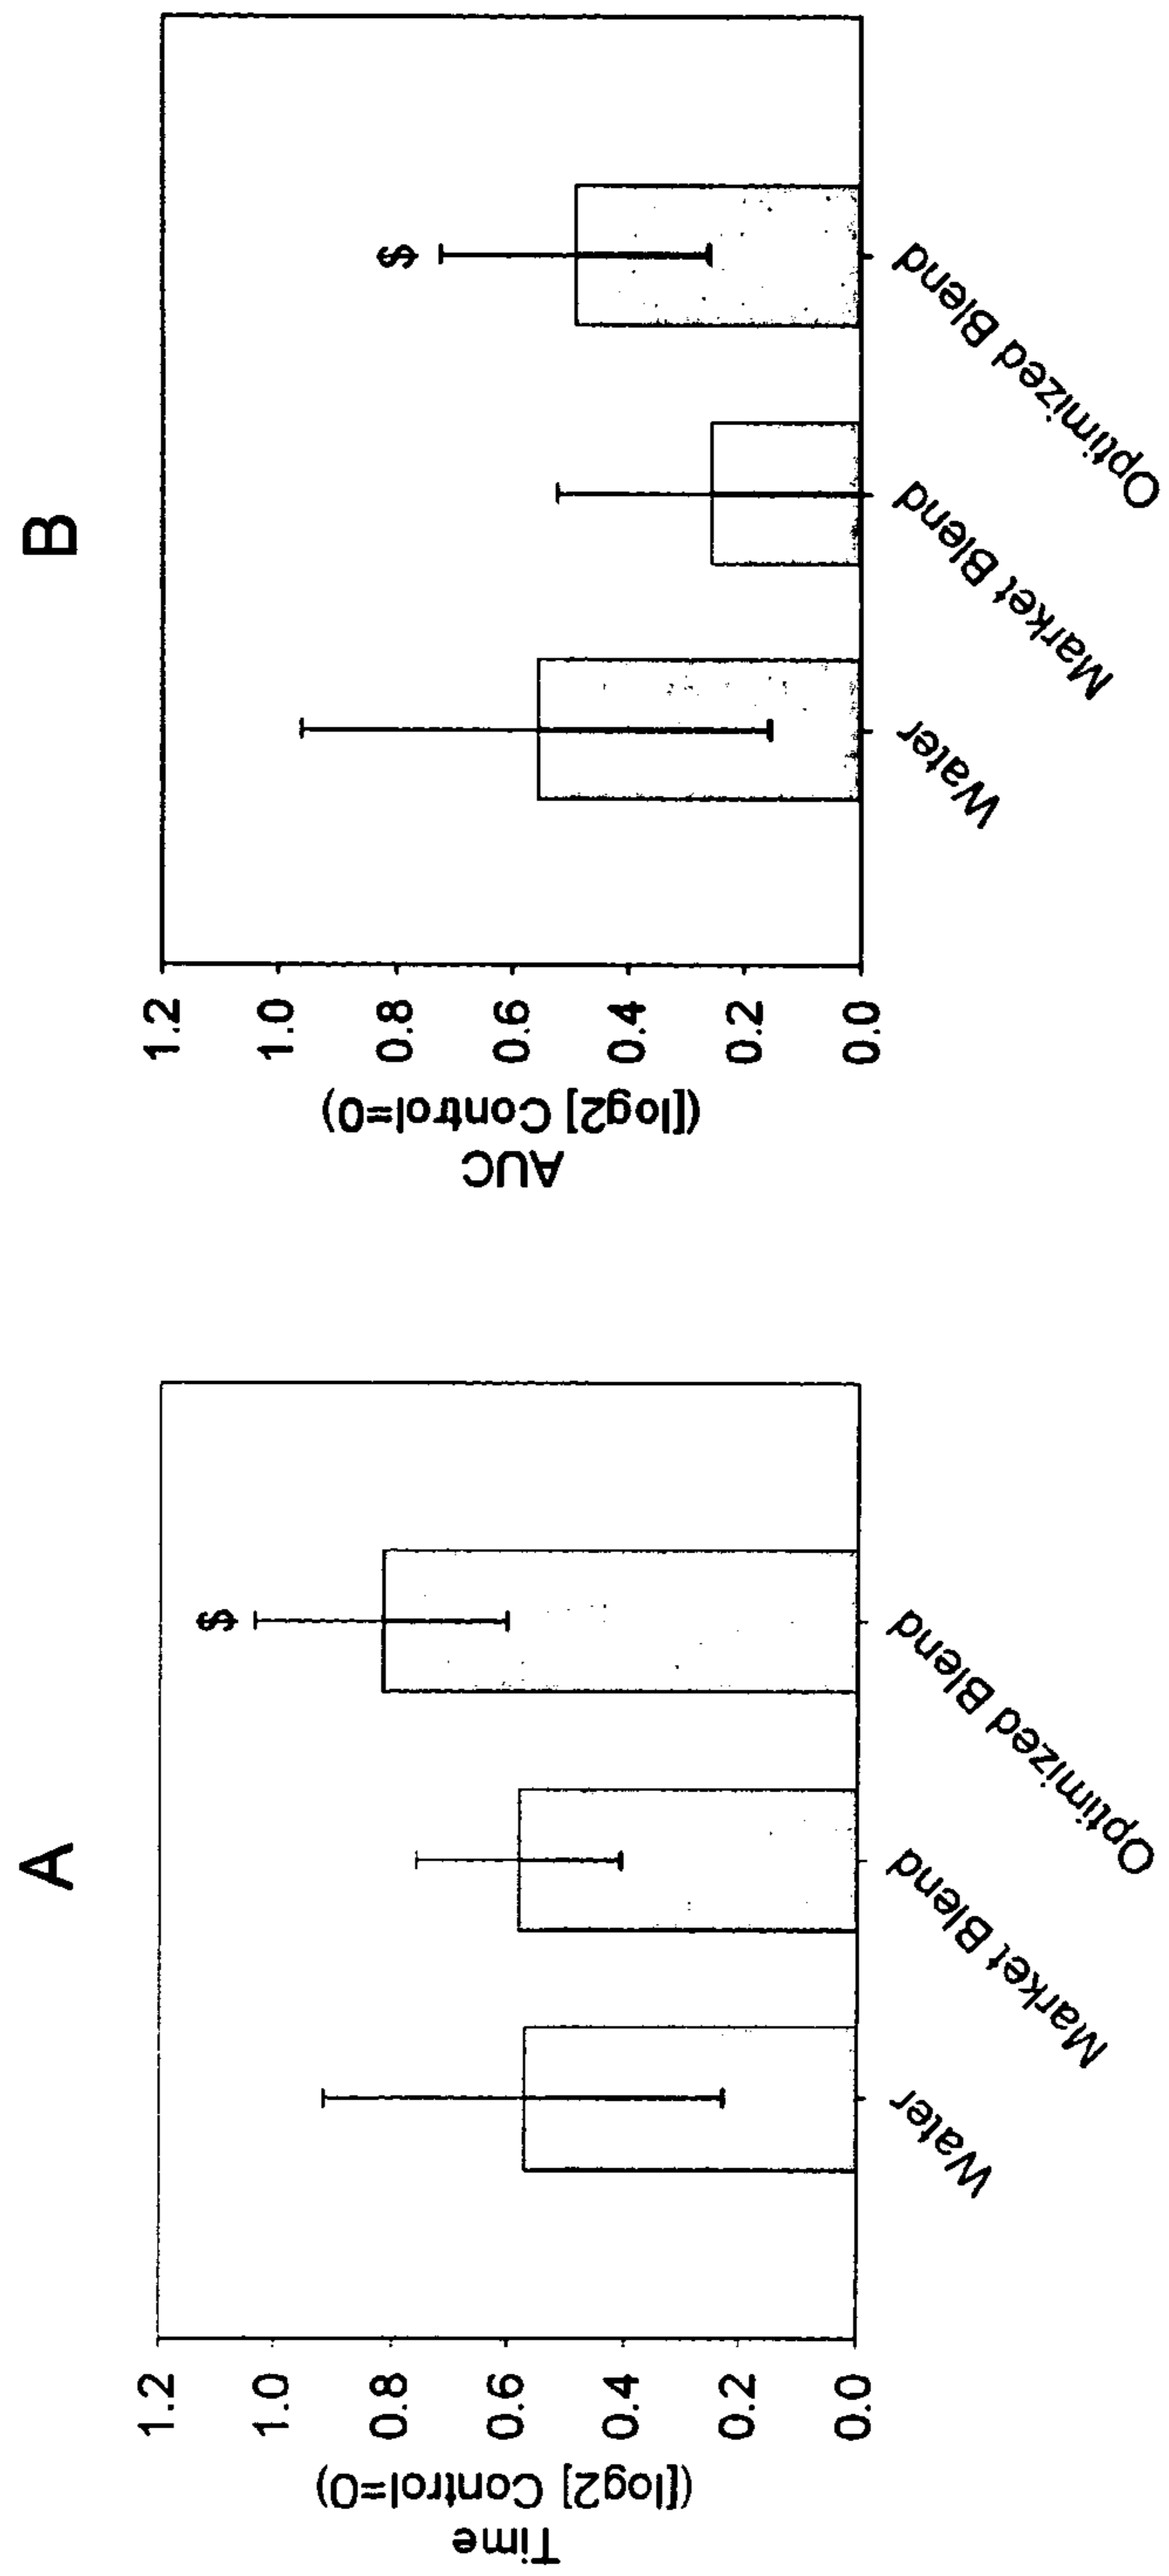 A
Time
([log2] Control=0)
1.2
1.0
0.8
0.6
0.4
0.2
0.0
$
Water
Market Blend
Optimized Blend
B
AUC
([log2] Control=0)
1.2
1.0
0.8
0.6
0.4
0.2
0.0
$
Water
Market Blend
Optimized Blend